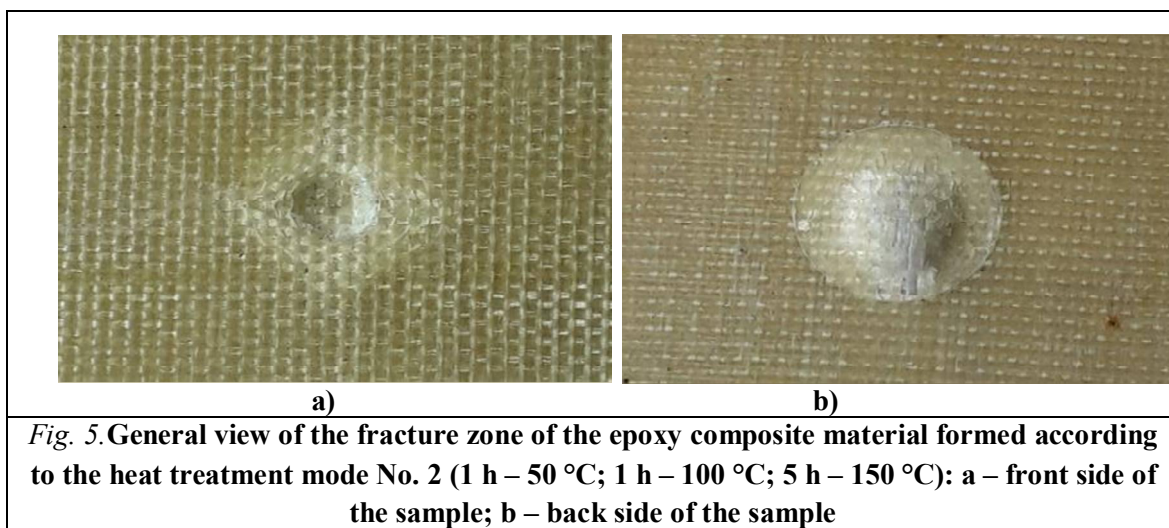 a)
b)
Fig. 5.General view of the fracture zone of the epoxy composite material formed according
to the heat treatment mode No. 2 (1 h – 50 °C; 1 h – 100 °C; 5 h – 150 °C): a – front side of
the sample; b – back side of the sample